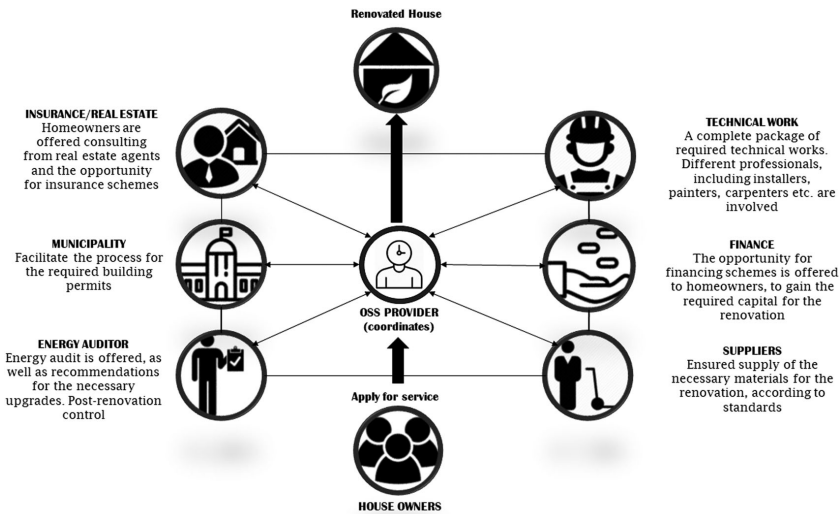 Renovated House
INSURANCE/REAL ESTATE
Homeowners are
offered consulting
from real estate agents
and the opportunity
for insurance schemes
TECHNICAL WORK
A complete package of
required technical works.
Different professionals,
including installers,
painters, carpenters etc. are
involved
MUNICIPALITY
Facilitate the process for
the required building
permits
FINANCE
The opportunity for
financing schemes is offered
to homeowners, to gain the
required capital for the
renovation
OSS PROVIDER
(coordinates)
ENERGY AUDITOR
Energy audit is offered, as
well as recommendations
for the necessary
upgrades. Post-renovation
control
SUPPLIERS
Ensured supply of the
necessary materials for the
renovation, according to
standards
Apply for service
HOUSE OWNERS